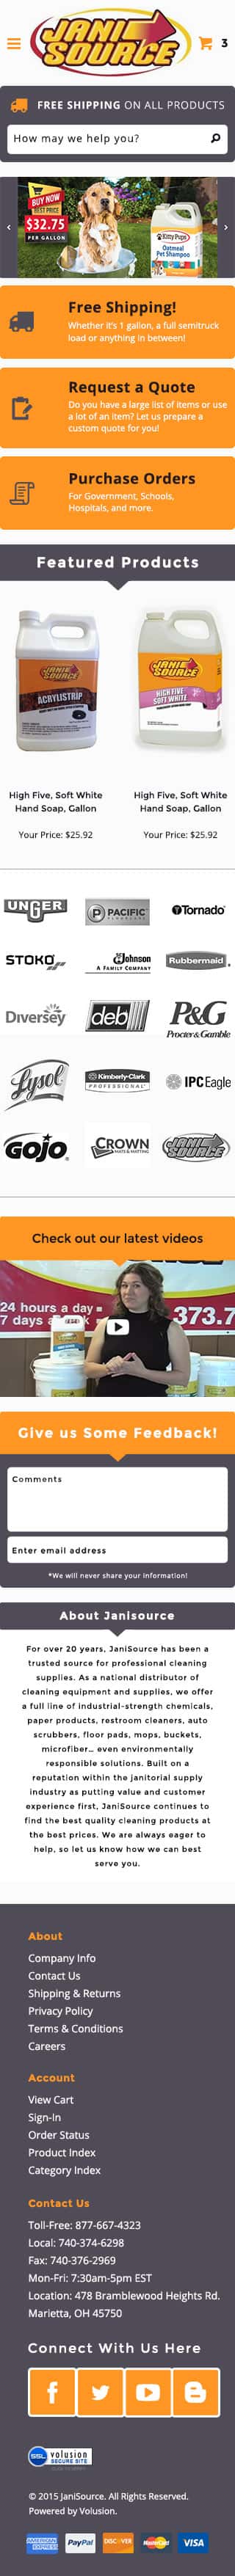 JANI
SOURCE
3
FREE SHIPPING ON ALL PRODUCTS
How may we help you?
BUY NOW
BEST PRICE
$32.75
PER GALLON
KittyPups
Oatmeal
Pet Shampoo
Free Shipping!
Whether it's 1 gallon, a full semitruck
load or anything in between!
Request a Quote
Do you have a large list of items or use
a lot of an item? Let us prepare a
custom quote for you!
Purchase Orders
For Government, Schools,
Hospitals, and more.
Featured Products
JANI
SOURCE
ACRYLISTRIP
JANI
SOURCE
HIGH FIVE
SOFT WHITE
High Five, Soft White
Hand Soap, Gallon
Your Price: $25.92
High Five, Soft White
Hand Soap, Gallon
Your Price: $25.92
UNGER
PACIFIC
Tornado
STOKO
Johnson
A FAMILY COMPANY
Rubbermaid
Diversey
deb
P&G
Procter & Gamble
Lysol
Kimberly-Clark
PROFESSIONAL
IPC Eagle
GOJO
CROWN
MATS & MATTING
JANI
SOURCE
Check out our latest videos
24 hours a day
7 days a
373.7
Give us Some Feedback!
Comments
Enter email address
*We will never share your information!
About Janisource
For over 20 years, JaniSource has been a
trusted source for professional cleaning
supplies. As a national distributor of
cleaning equipment and supplies, we offer
a full line of industrial-strength chemicals,
paper products, restroom cleaners, auto
scrubbers, floor pads, mops, buckets,
microfiber... even environmentally
responsible solutions. Built on a
reputation within the janitorial supply
industry as putting value and customer
experience first, JaniSource continues to
find the best quality cleaning products at
the best prices. We are always eager to
help, so let us know how we can best
serve you.
About
Company Info
Contact Us
Shipping & Returns
Privacy Policy
Terms & Conditions
Careers
Account
View Cart
Sign-In
Order Status
Product Index
Category Index
Contact Us
Toll-Free: 877-667-4323
Local: 740-374-6298
Fax: 740-376-2969
Mon-Fri: 7:30am-5pm EST
Location: 478 Bramblewood Heights Rd.
Marietta, OH 45750
Connect With Us Here
SSL volusion
SECURE SITE
© 2015 JaniSource. All Rights Reserved.
Powered by Volusion.
AMERICAN EXPRESS
PayPal
DISCOVER
MasterCard
VISA